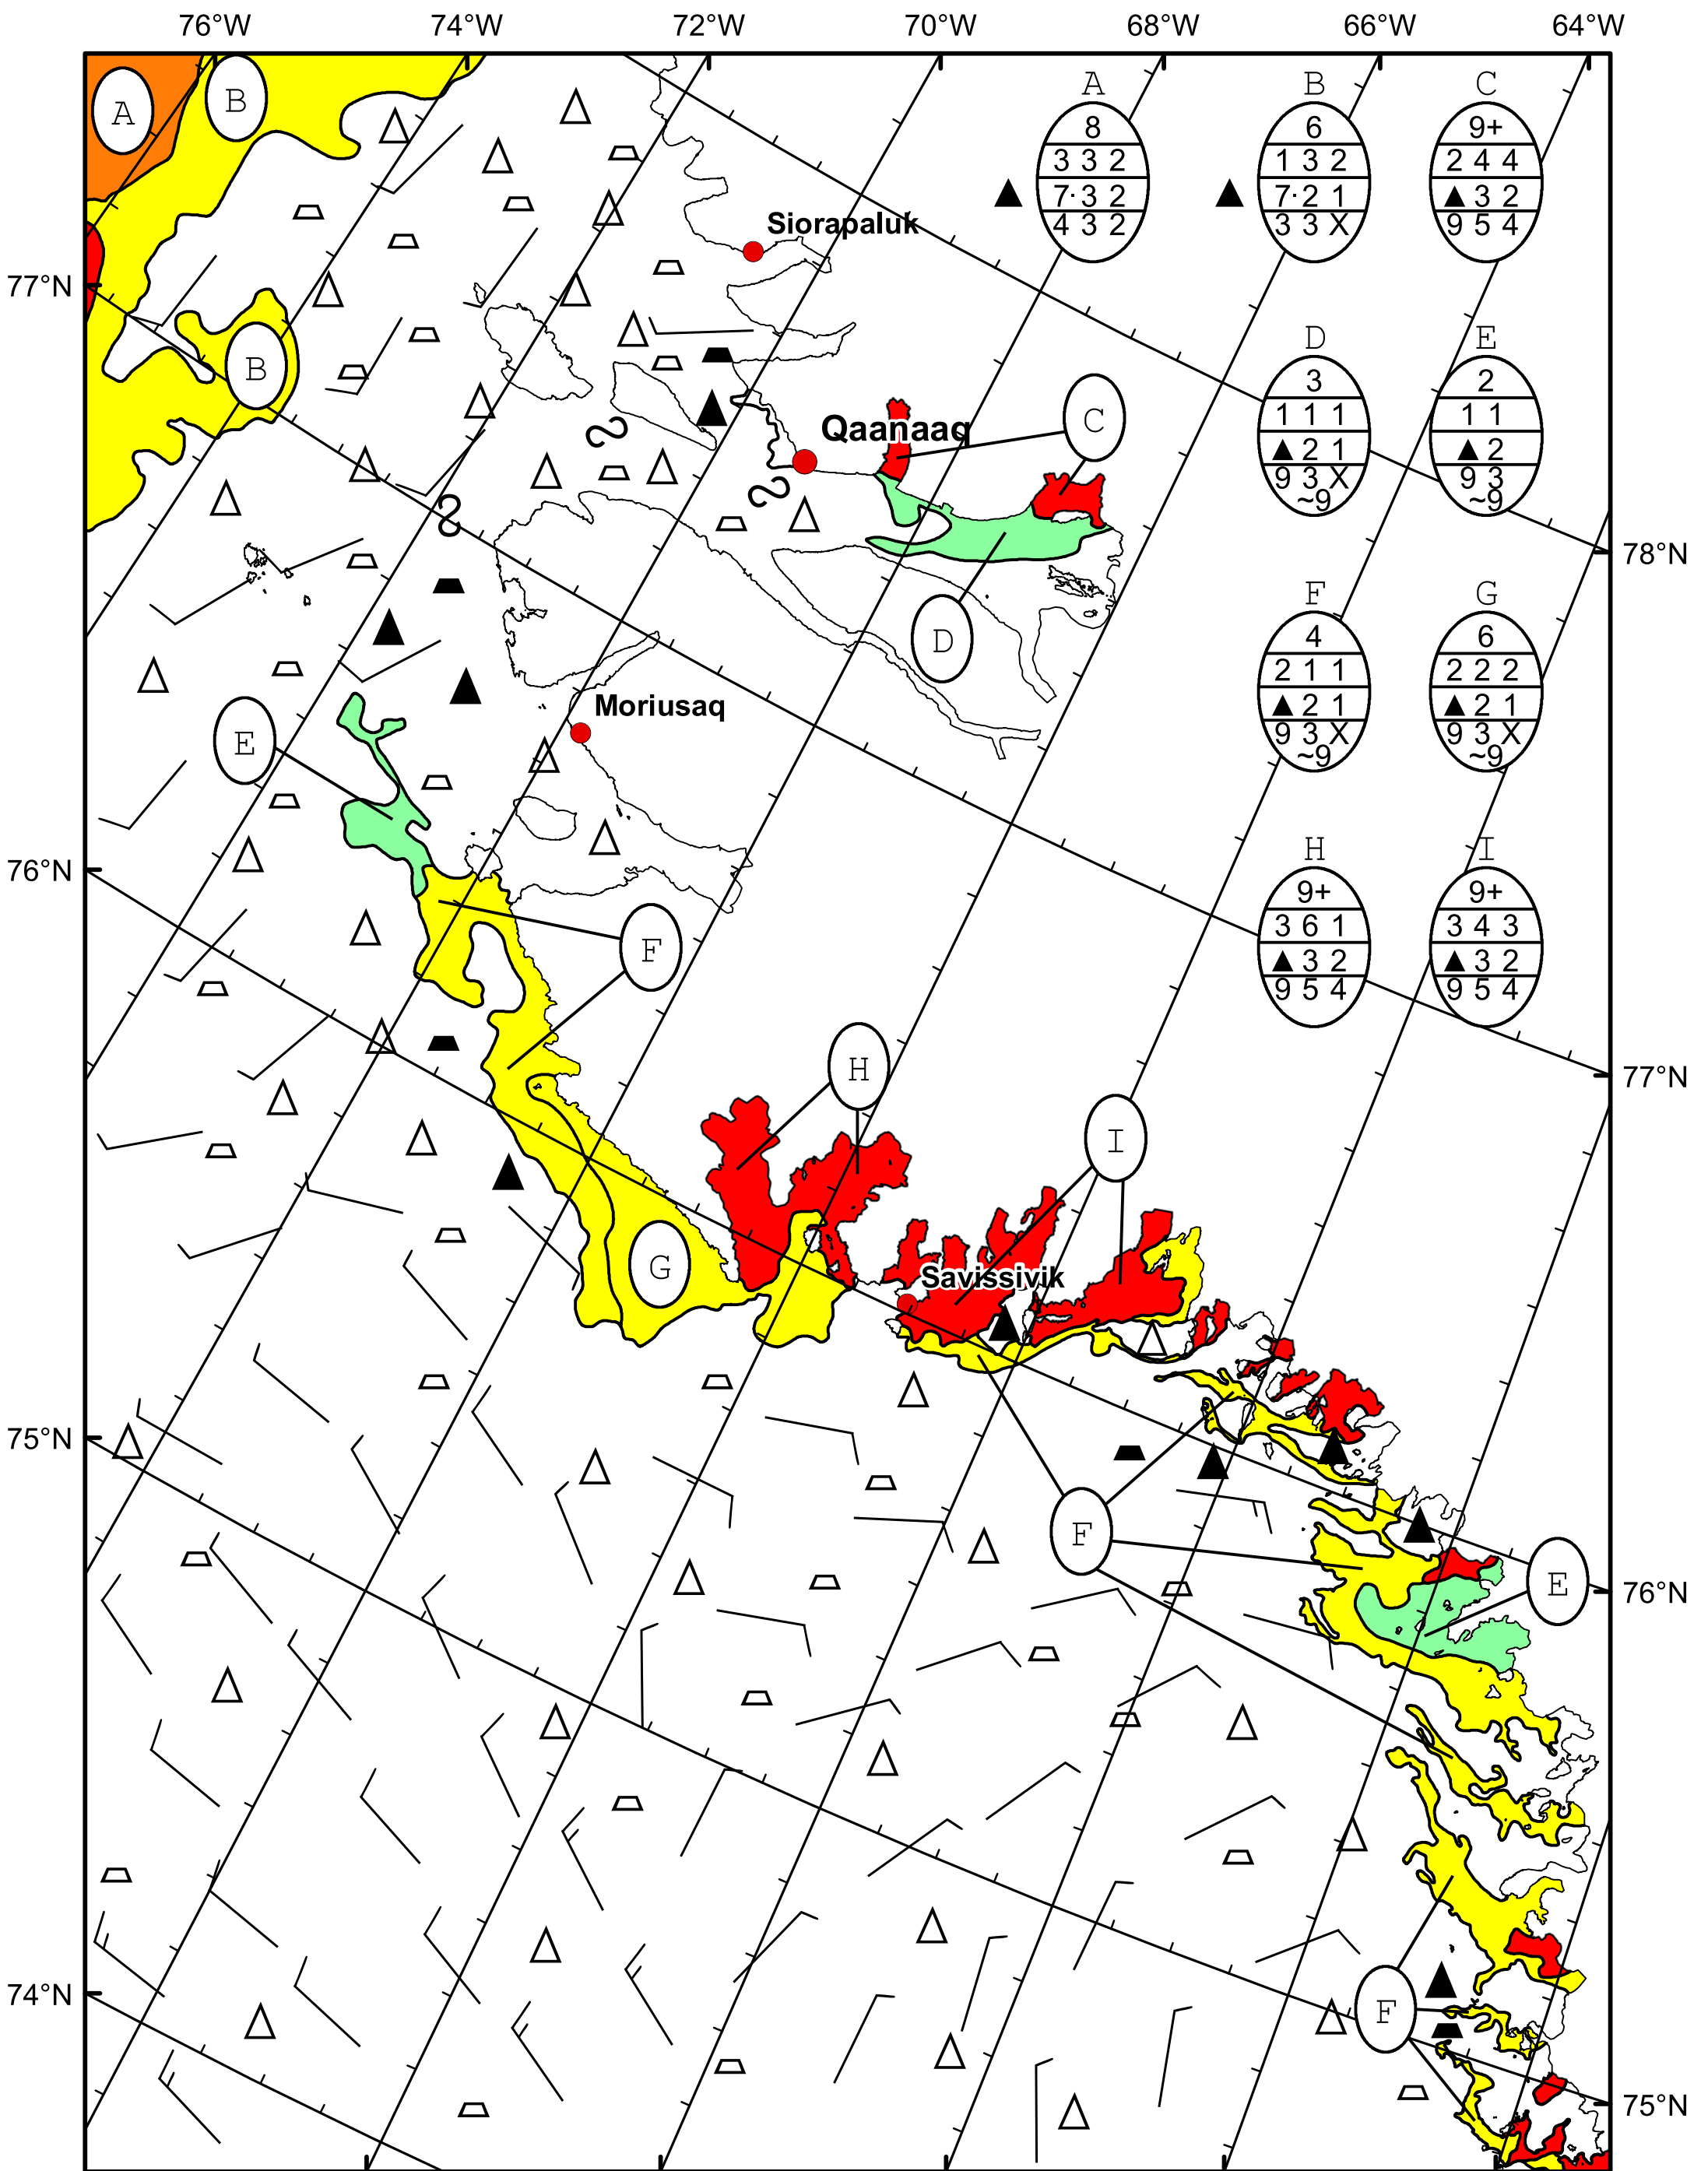 76°W 74°W 72°W 70°W 68°W 66°W 64°W
A B C
A B
8 6 9+
3 3 2 1 3 2 2 4 4
7·3 2 7·2 1 ▲ 3 2
4 3 2 3 3 X 9 5 4
Siorapaluk
77°N
D E
B
3 2
C
1 1 1 1 1
Qaanaaq
▲ 2 1 ▲ 2
9 3 X 9 3
~9 ~9
78°N
F G
D
4 6
2 1 1 2 2 2
Moriusaq
▲ 2 1 ▲ 2 1
E
9 3 X 9 3 X
~9 ~9
H I
76°N
9+ 9+
3 6 1 3 4 3
F
▲ 3 2 ▲ 3 2
9 5 4 9 5 4
H
77°N
I
G
Savissivik
75°N
F
E
76°N
74°N
F
75°N